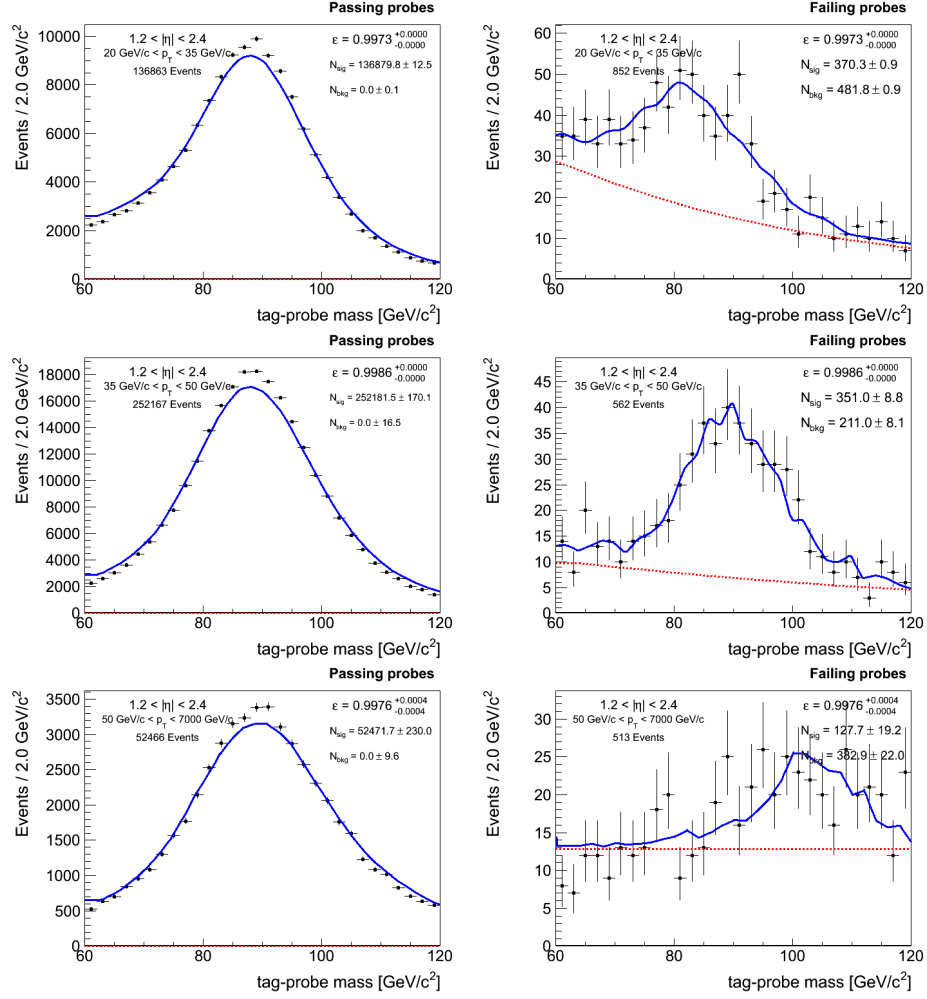 Passing probes
1.2 < |η| < 2.4
20 GeV/c < p_T < 35 GeV/c
136863 Events
ε = 0.9973 +0.0000 -0.0000
N_sig = 136879.8 ± 12.5
N_bkg = 0.0 ± 0.1
Events / 2.0 GeV/c²
10000
8000
6000
4000
2000
0
60 80 100 120
tag-probe mass [GeV/c²]
Failing probes
1.2 < |η| < 2.4
20 GeV/c < p_T < 35 GeV/c
852 Events
ε = 0.9973 +0.0000 -0.0000
N_sig = 370.3 ± 0.9
N_bkg = 481.8 ± 0.9
Events / 2.0 GeV/c²
60
50
40
30
20
10
0
60 80 100 120
tag-probe mass [GeV/c²]
Passing probes
1.2 < |η| < 2.4
35 GeV/c < p_T < 50 GeV/c
252167 Events
ε = 0.9986 +0.0000 -0.0000
N_sig = 252181.5 ± 170.1
N_bkg = 0.0 ± 16.5
Events / 2.0 GeV/c²
18000
16000
14000
12000
10000
8000
6000
4000
2000
0
60 80 100 120
tag-probe mass [GeV/c²]
Failing probes
1.2 < |η| < 2.4
35 GeV/c < p_T < 50 GeV/c
562 Events
ε = 0.9986 +0.0000 -0.0000
N_sig = 351.0 ± 8.8
N_bkg = 211.0 ± 8.1
Events / 2.0 GeV/c²
45
40
35
30
25
20
15
10
5
0
60 80 100 120
tag-probe mass [GeV/c²]
Passing probes
1.2 < |η| < 2.4
50 GeV/c < p_T < 7000 GeV/c
52466 Events
ε = 0.9976 +0.0004 -0.0004
N_sig = 52471.7 ± 230.0
N_bkg = 0.0 ± 9.6
Events / 2.0 GeV/c²
3500
3000
2500
2000
1500
1000
500
0
60 80 100 120
tag-probe mass [GeV/c²]
Failing probes
1.2 < |η| < 2.4
50 GeV/c < p_T < 7000 GeV/c
513 Events
ε = 0.9976 +0.0004 -0.0004
N_sig = 127.7 ± 19.2
N_bkg = 382.9 ± 22.0
Events / 2.0 GeV/c²
30
25
20
15
10
5
0
60 80 100 120
tag-probe mass [GeV/c²]